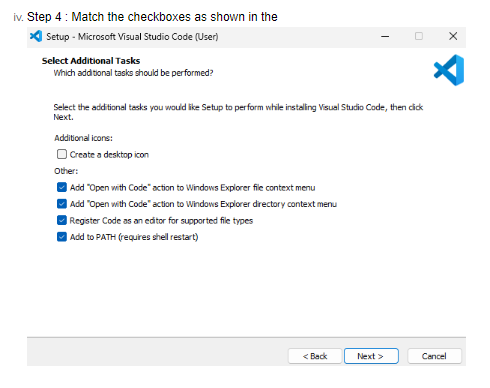 iv. Step 4 : Match the checkboxes as shown in the
Setup - Microsoft Visual Studio Code (User)
Select Additional Tasks
Which additional tasks should be performed?
Select the additional tasks you would like Setup to perform while installing Visual Studio Code, then click
Next.
Additional icons:
Create a desktop icon
Other:
Add "Open with Code" action to Windows Explorer file context menu
Add "Open with Code" action to Windows Explorer directory context menu
Register Code as an editor for supported file types
Add to PATH (requires shell restart)
< Back Next > Cancel